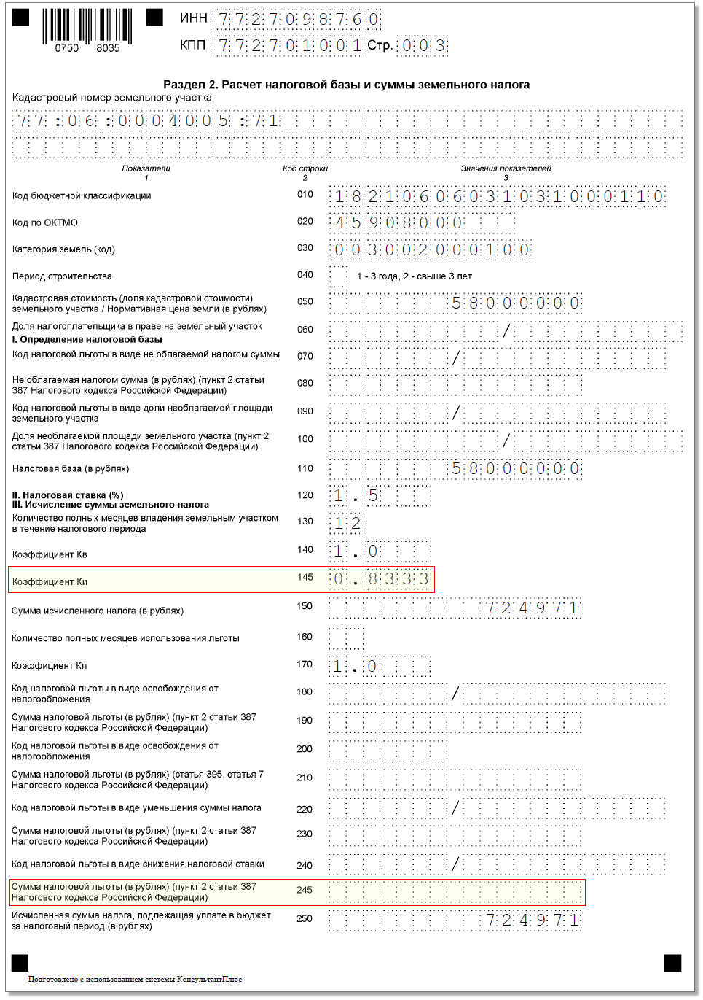 ИНН 7727098760
0750 8035
КПП 772701001 Стр. 003
Раздел 2. Расчет налоговой базы и суммы земельного налога
Кадастровый номер земельного участка
77:06:0004005:71
Показатели Код строки Значения показателей
1 2 3
Код бюджетной классификации 010 18210606031031000110
Код по ОКТМО 020 45908000
Категория земель (код) 030 003002000100
Период строительства 040 1 - 3 года, 2 - свыше 3 лет
Кадастровая стоимость (доля кадастровой стоимости)
земельного участка / Нормативная цена земли (в рублях) 050 58000000
Доля налогоплательщика в праве на земельный участок 060 /
I. Определение налоговой базы
Код налоговой льготы в виде не облагаемой налогом суммы 070 /
Не облагаемая налогом сумма (в рублях) (пункт 2 статьи
387 Налогового кодекса Российской Федерации) 080
Код налоговой льготы в виде доли необлагаемой площади
земельного участка 090 /
Доля необлагаемой площади земельного участка (пункт 2
статьи 387 Налогового кодекса Российской Федерации) 100 /
Налоговая база (в рублях) 110 58000000
II. Налоговая ставка (%) 120 1.5
III. Исчисление суммы земельного налога
Количество полных месяцев владения земельным участком
в течение налогового периода 130 12
Коэффициент Кв 140 1.0
Коэффициент Ки 145 0.8333
Сумма исчисленного налога (в рублях) 150 724971
Количество полных месяцев использования льготы 160
Коэффициент Кл 170 1.0
Код налоговой льготы в виде освобождения от
налогообложения 180 /
Сумма налоговой льготы (в рублях) (пункт 2 статьи 387
Налогового кодекса Российской Федерации) 190
Код налоговой льготы в виде освобождения от
налогообложения 200
Сумма налоговой льготы (в рублях) (статья 395, статья 7
Налогового кодекса Российской Федерации) 210
Код налоговой льготы в виде уменьшения суммы налога 220 /
Сумма налоговой льготы (в рублях) (пункт 2 статьи 387
Налогового кодекса Российской Федерации) 230
Код налоговой льготы в виде снижения налоговой ставки 240 /
Сумма налоговой льготы (в рублях) (пункт 2 статьи 387
Налогового кодекса Российской Федерации) 245
Исчисленная сумма налога, подлежащая уплате в бюджет
за налоговый период (в рублях) 250 724971
Подготовлено с использованием системы КонсультантПлюс